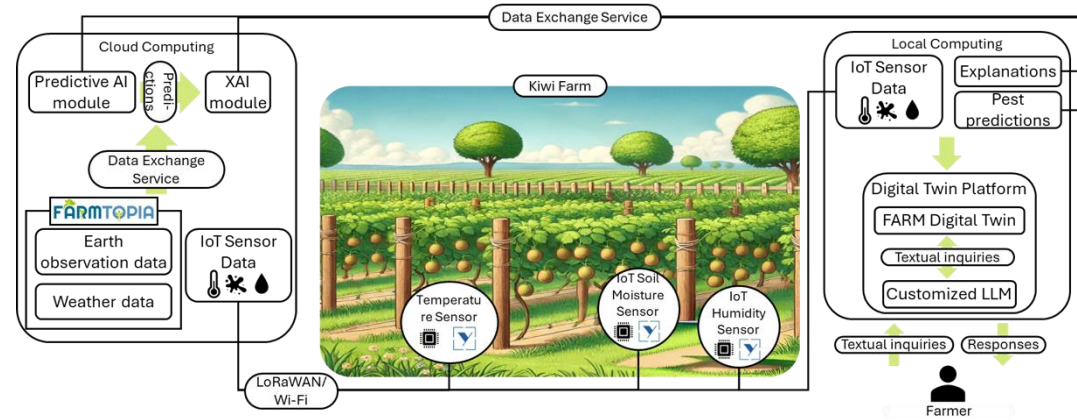 Data Exchange Service
Cloud Computing
Predictive AI
module
Predi-
ctions
XAI
module
Data Exchange
Service
FARMTOPIA
Earth
observation data
Weather data
IoT Sensor
Data
LoRaWAN/
Wi-Fi
Kiwi Farm
Temperatu
re Sensor
IoT Soil
Moisture
Sensor
IoT
Humidity
Sensor
Local Computing
IoT Sensor
Data
Explanations
Pest
predictions
Digital Twin Platform
FARM Digital Twin
Textual inquiries
Customized LLM
Textual inquiries
Responses
Farmer